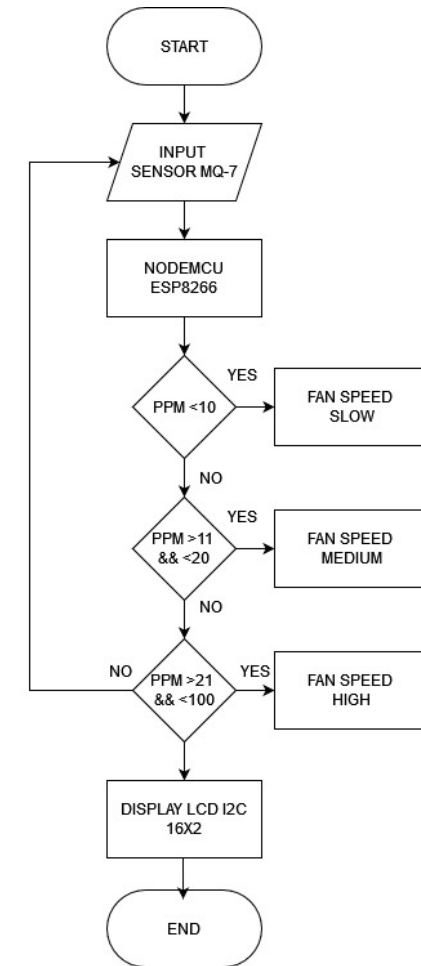 START
INPUT
SENSOR MQ-7
NODEMCU
ESP8266
PPM <10
YES
FAN SPEED
SLOW
NO
PPM >11
&& <20
YES
FAN SPEED
MEDIUM
NO
NO
PPM >21
&& <100
YES
FAN SPEED
HIGH
DISPLAY LCD I2C
16X2
END